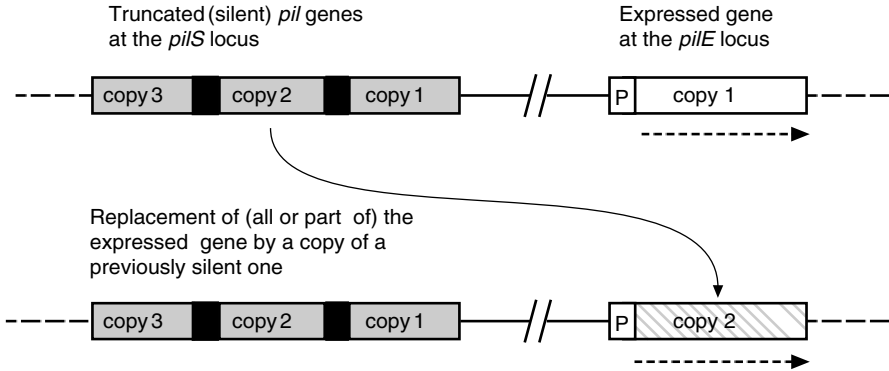 Truncated (silent) pil genes
at the pilS locus
Expressed gene
at the pilE locus
copy 3 copy 2 copy 1 P copy 1
Replacement of (all or part of) the
expressed gene by a copy of a
previously silent one
copy 3 copy 2 copy 1 P copy 2